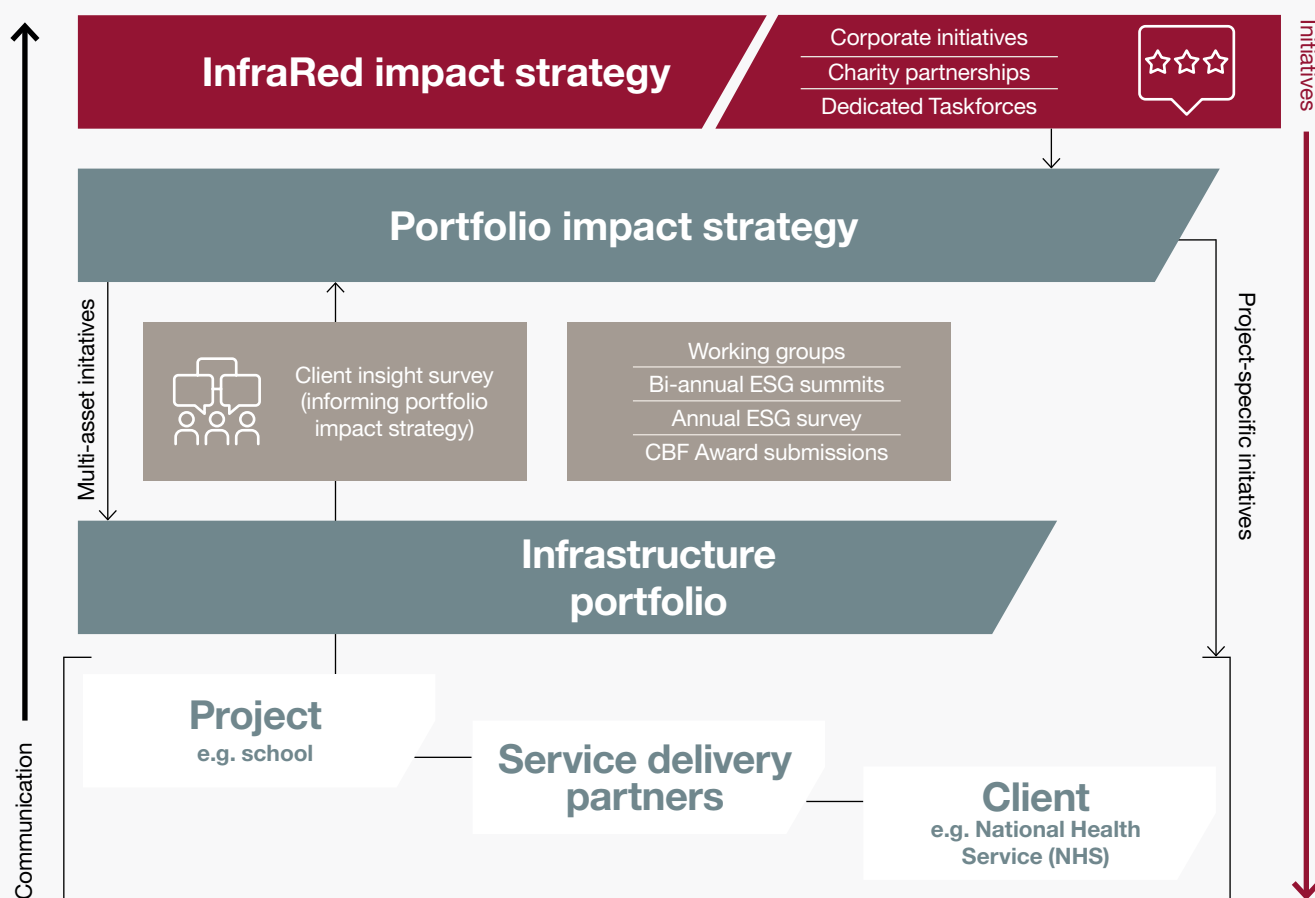 InfraRed impact strategy
Corporate initiatives
Charity partnerships
Dedicated Taskforces
Initiatives
Portfolio impact strategy
Multi-asset initatives
Client insight survey
(informing portfolio
impact strategy)
Working groups
Bi-annual ESG summits
Annual ESG survey
CBF Award submissions
Project-specific initatives
Infrastructure
portfolio
Project
e.g. school
Service delivery
partners
Client
e.g. National Health
Service (NHS)
Communication